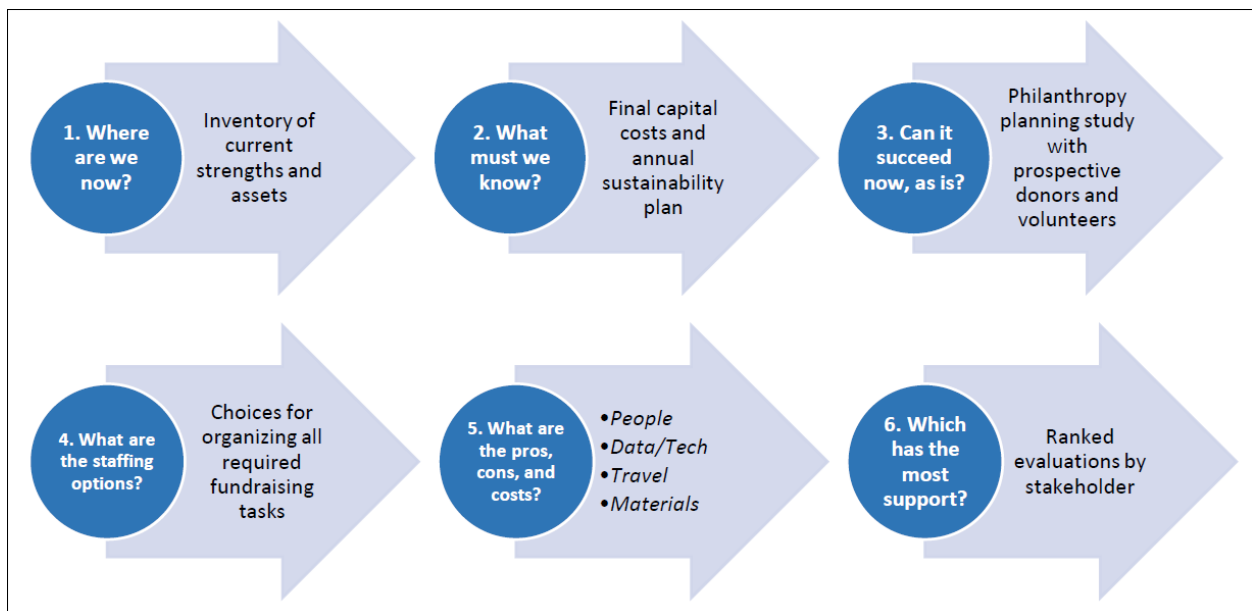 1. Where
are we
now?
Inventory of
current
strengths and
assets
2. What
must we
know?
Final capital
costs and
annual
sustainability
plan
3. Can it
succeed
now, as is?
Philanthropy
planning study
with
prospective
donors and
volunteers
4. What are
the staffing
options?
Choices for
organizing all
required
fundraising
tasks
5. What are
the pros,
cons, and
costs?
•People
•Data/Tech
•Travel
•Materials
6. Which
has the
most
support?
Ranked
evaluations by
stakeholder